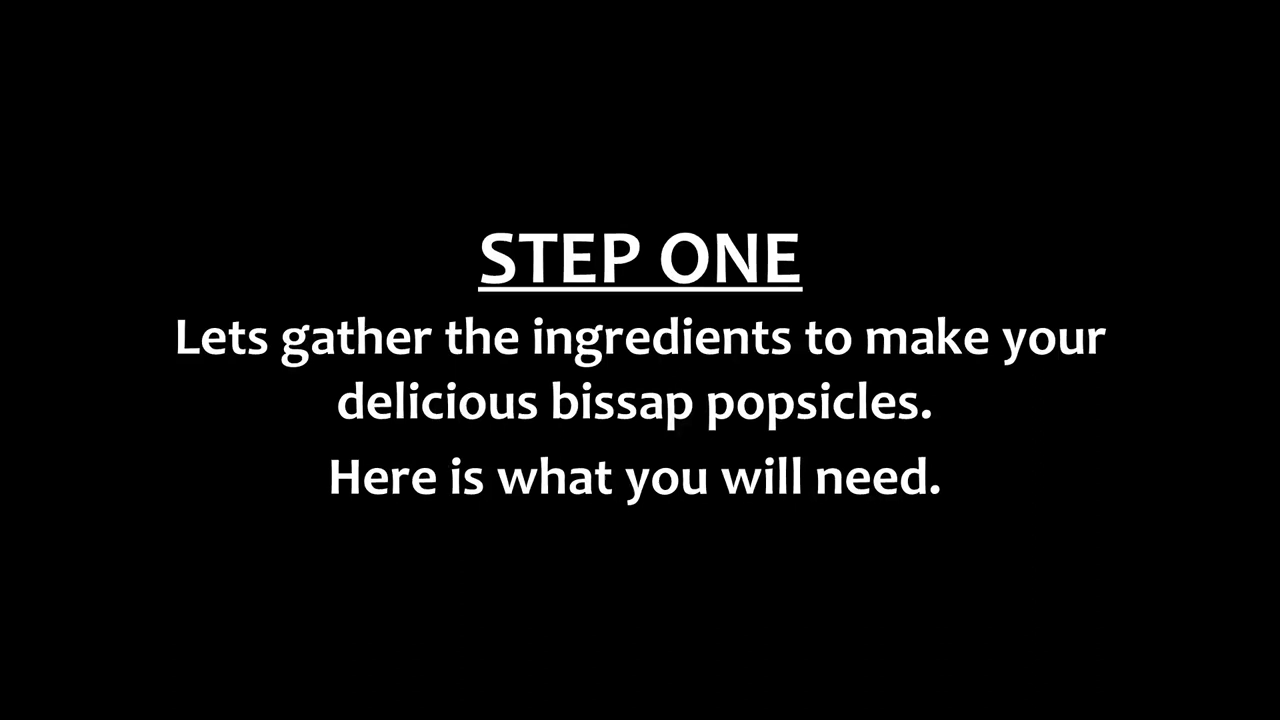 STEP ONE
Lets gather the ingredients to make your
delicious bissap popsicles.
Here is what you will need.